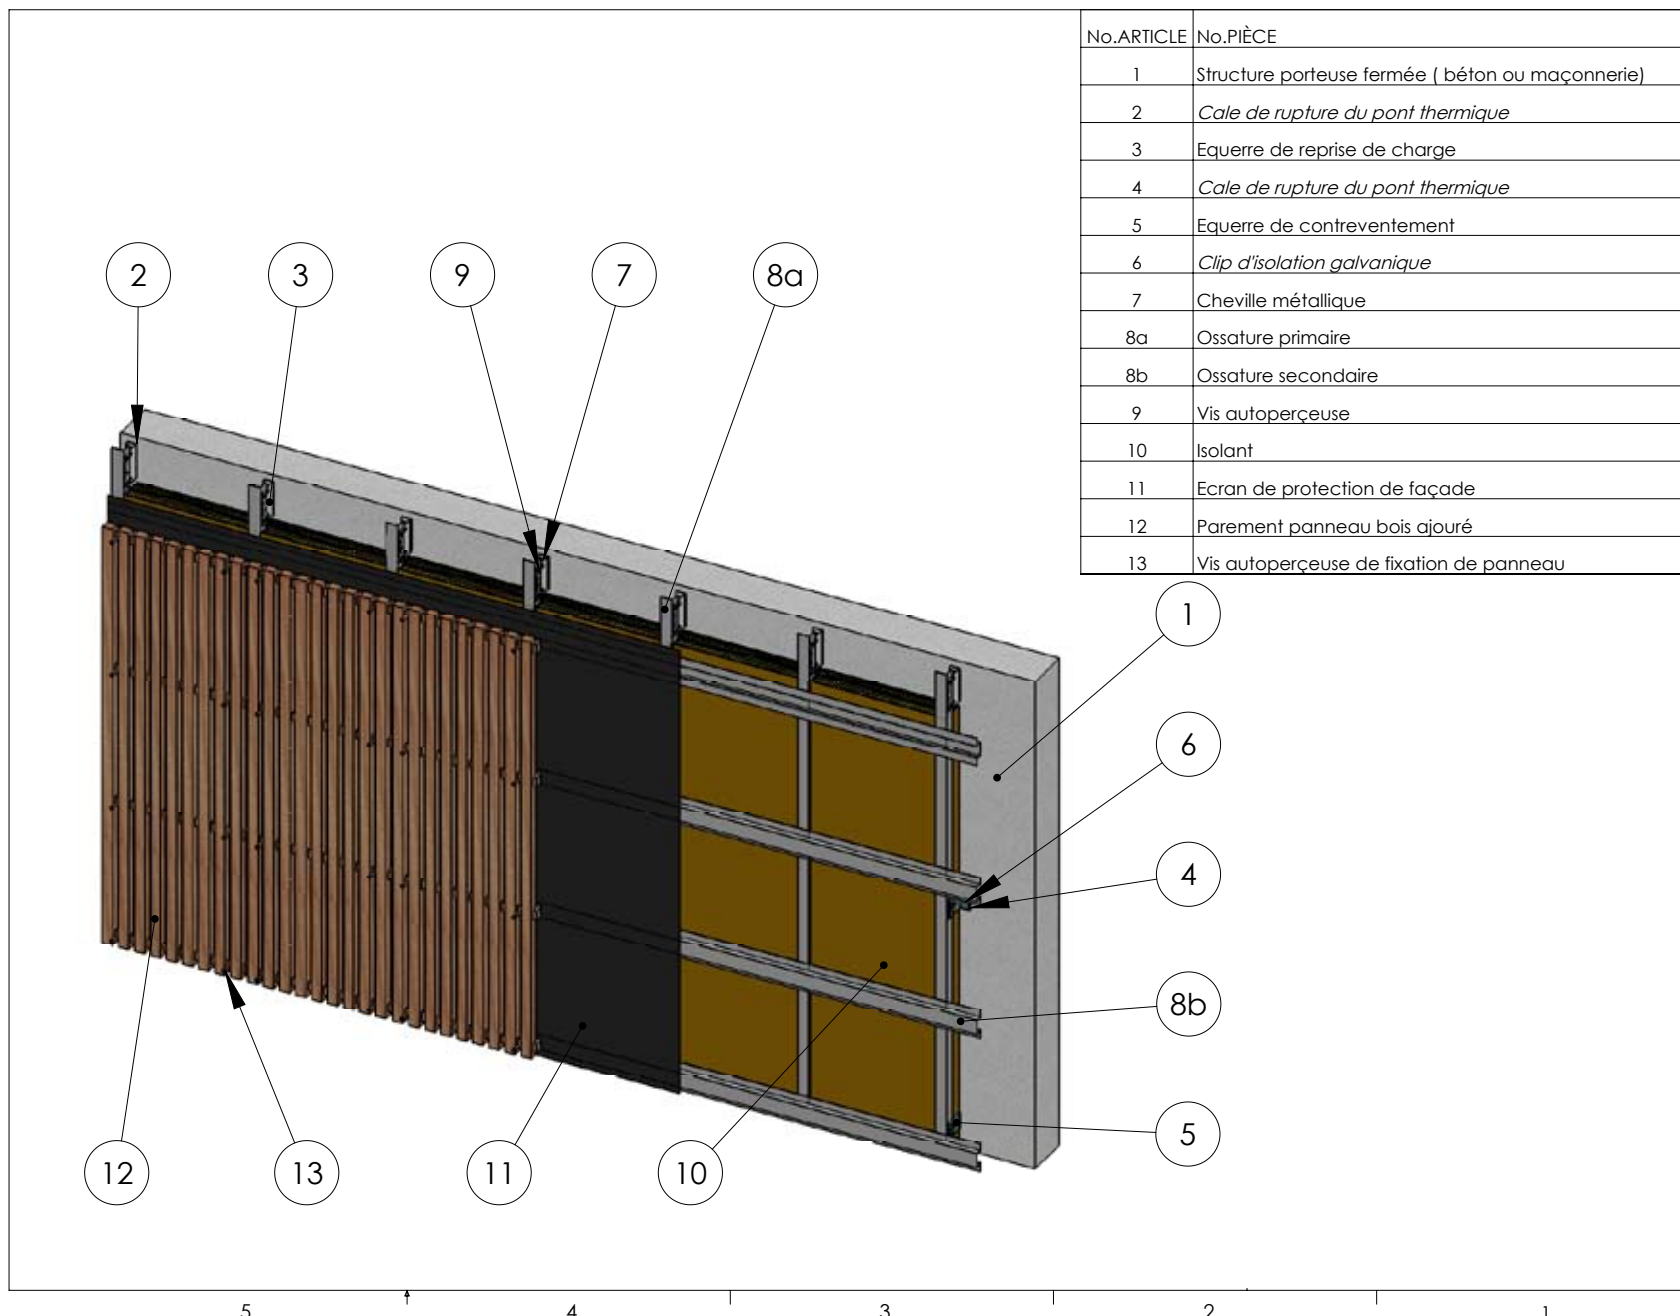 No.ARTICLE No.PIÈCE
1 Structure porteuse fermée ( béton ou maçonnerie)
2 Cale de rupture du pont thermique
3 Equerre de reprise de charge
4 Cale de rupture du pont thermique
5 Equerre de contreventement
6 Clip d'isolation galvanique
7 Cheville métallique
8a Ossature primaire
8b Ossature secondaire
9 Vis autoperçeuse
10 Isolant
11 Ecran de protection de façade
12 Parement panneau bois ajouré
13 Vis autoperçeuse de fixation de panneau
2 3 9 7 8a
1
6
4
8b
5
12 13 11 10
5 4 3 2 1